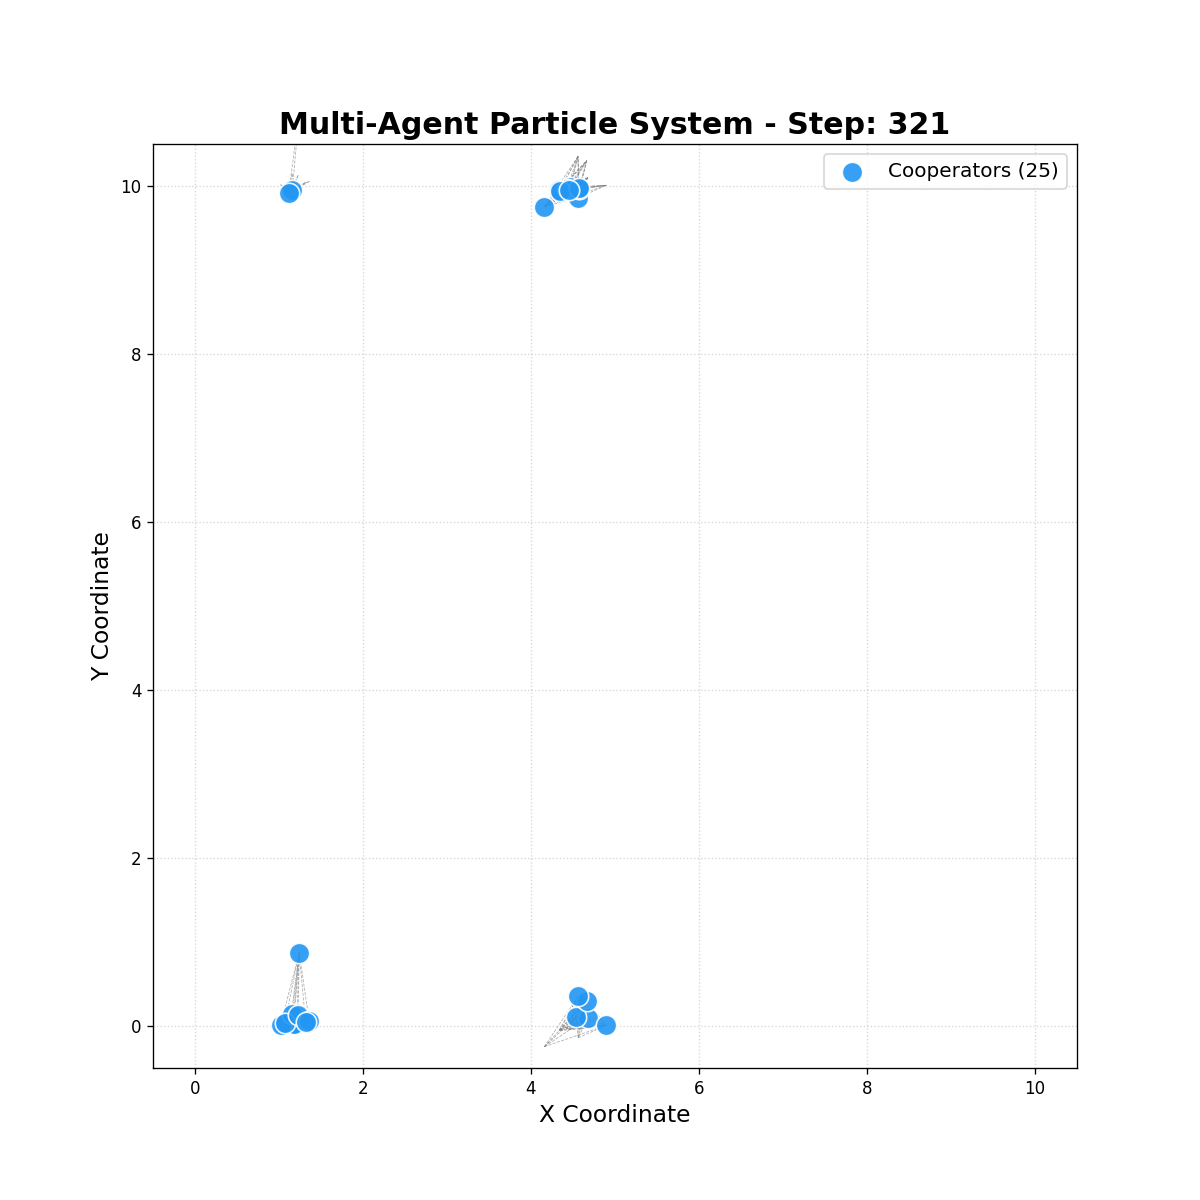 Multi-Agent Particle System - Step: 321
Cooperators (25)
10
8
6
4
2
0
Y Coordinate
0 2 4 6 8 10
X Coordinate